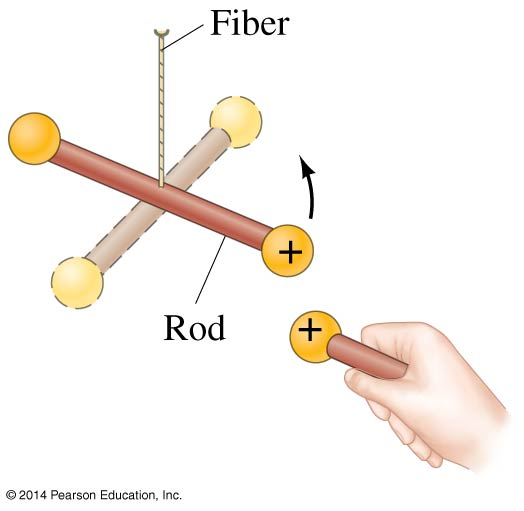 Fiber
+
Rod
+
© 2014 Pearson Education, Inc.